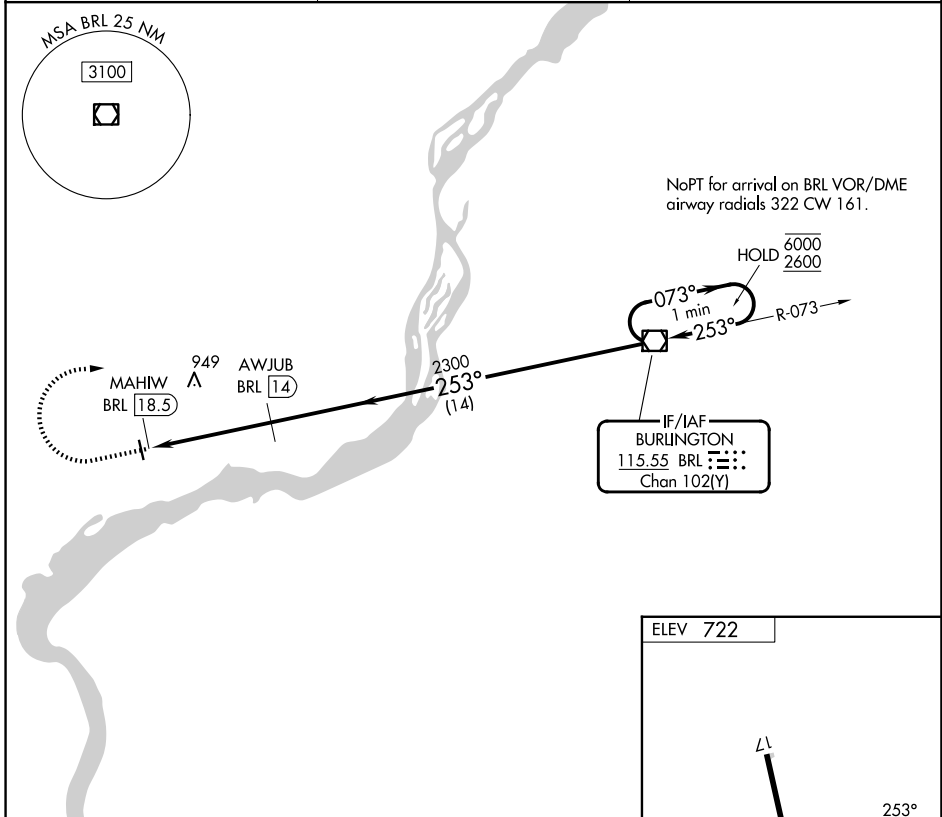 MSA BRL 25 NM
3100
NoPT for arrival on BRL VOR/DME
airway radials 322 CW 161.
HOLD 6000
2600
073°
1 min
253°
R-073
949
MAHIW
BRL 18.5
AWJUB
BRL 14
2300
253°
(14)
IF/IAF
BURLINGTON
115.55 BRL
Chan 102(Y)
ELEV 722
17
253°